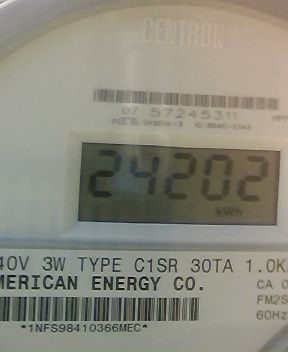 CENTRON®
07 57245311
24202
kWh
40V 3W TYPE C1SR 30TA 1.0K
MERICAN ENERGY CO.
CA 0
FM2S
60Hz
*1NFS98410366MEC*